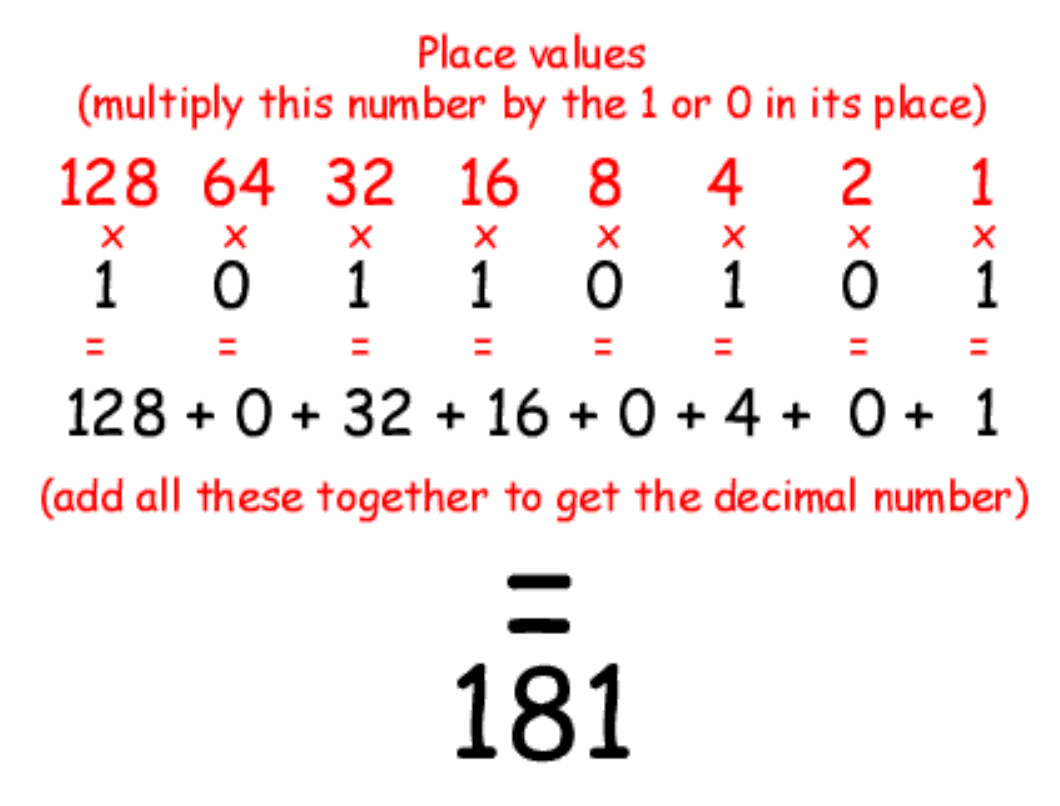 Place values
(multiply this number by the 1 or 0 in its place)
128 64 32 16 8 4 2 1
x x x x x x x x
1 0 1 1 0 1 0 1
= = = = = = = =
128 + 0 + 32 + 16 + 0 + 4 + 0 + 1
(add all these together to get the decimal number)
=
181